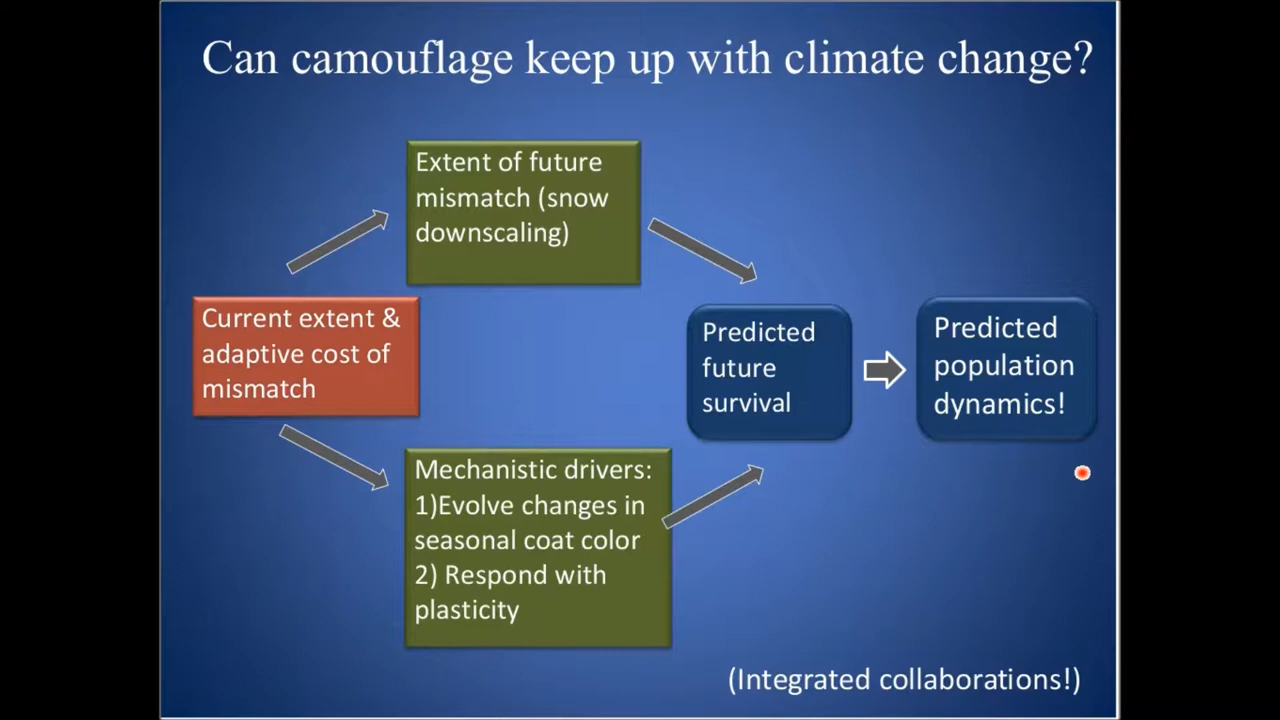 Can camouflage keep up with climate change?
Extent of future
mismatch (snow
downscaling)
Current extent &
adaptive cost of
mismatch
Mechanistic drivers:
1)Evolve changes in
seasonal coat color
2) Respond with
plasticity
Predicted
future
survival
Predicted
population
dynamics!
(Integrated collaborations!)